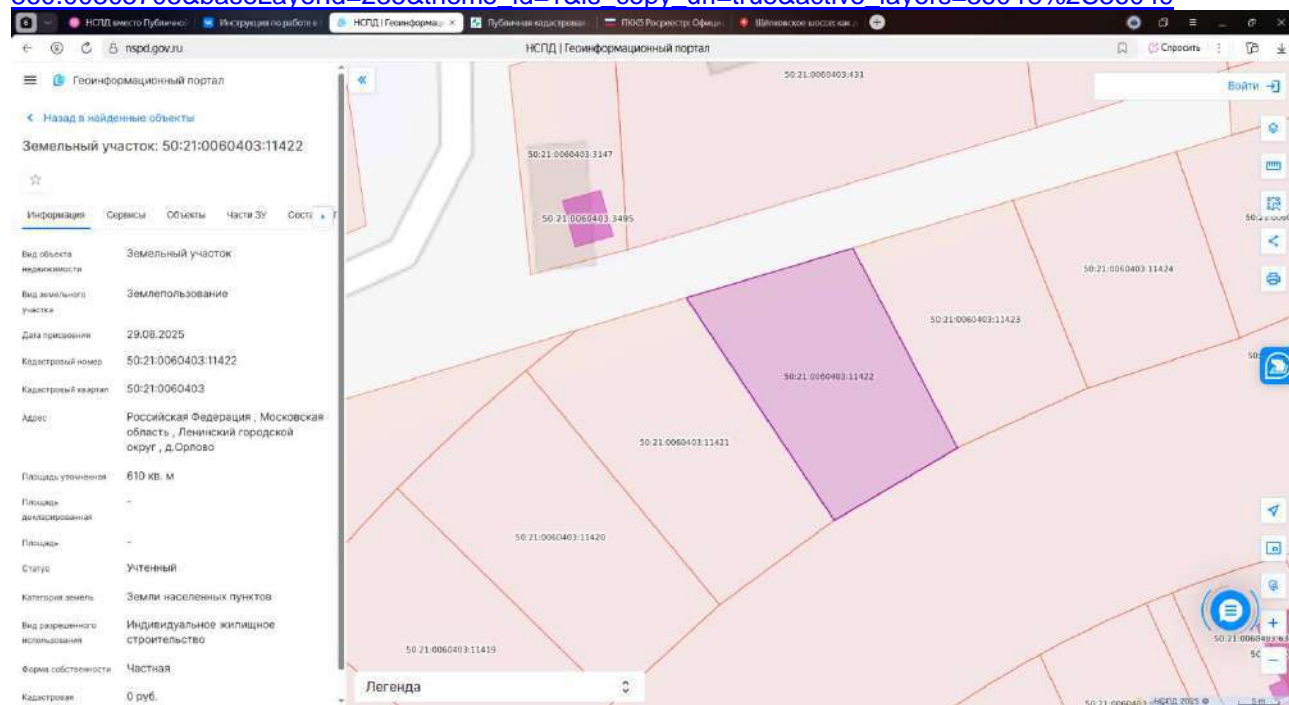 НСПД вместо Публичной
Инструкция по работе с
НСПД | Геоинформац
Публичная кадастровая
ПКК5 Росреестр: Офици
Щёлковское шоссе как д
nspd.gov.ru
НСПД | Геоинформационный портал
Спросить
Геоинформационный портал
Войти
Назад в найденные объекты
Земельный участок: 50:21:0060403:11422
Информация Сервисы Объекты Части ЗУ Соста
Вид объекта недвижимости
Земельный участок
Вид земельного участка
Землепользование
Дата присвоения
29.08.2025
Кадастровый номер
50:21:0060403:11422
Кадастровый квартал
50:21:0060403
Адрес
Российская Федерация , Московская
область , Ленинский городской
округ , д.Орлово
Площадь уточненная
610 кв. м
Площадь декларированная
-
Площадь
-
Статус
Учтенный
Категория земель
Земли населенных пунктов
Вид разрешенного использования
Индивидуальное жилищное
строительство
Форма собственности
Частная
Кадастровая
0 руб.
50:21:0060403:431
50:21:0060403:3147
50:21:0060403:3495
50:21:0060403:11424
50:21:0060403:11423
50:21:0060403:11422
50:21:0060403:11421
50:21:0060403:11420
50:21:0060403:11419
Легенда
НСПД 2025 ©
5 m